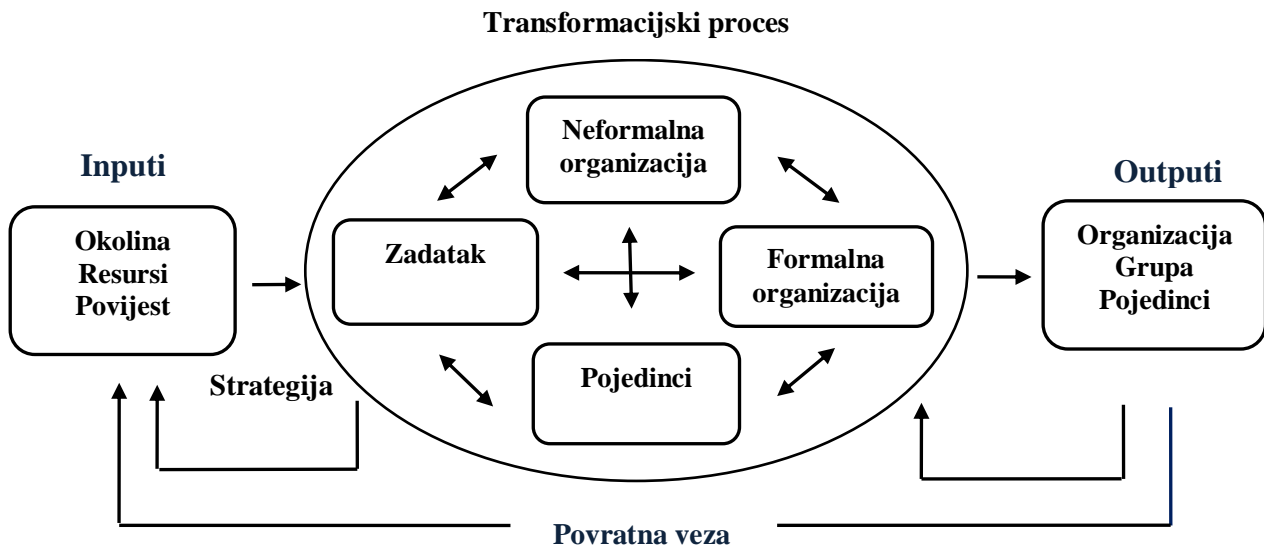 Transformacijski proces
Inputi
Okolina
Resursi
Povijest
Strategija
Neformalna
organizacija
Zadatak
Formalna
organizacija
Pojedinci
Outputi
Organizacija
Grupa
Pojedinci
Povratna veza